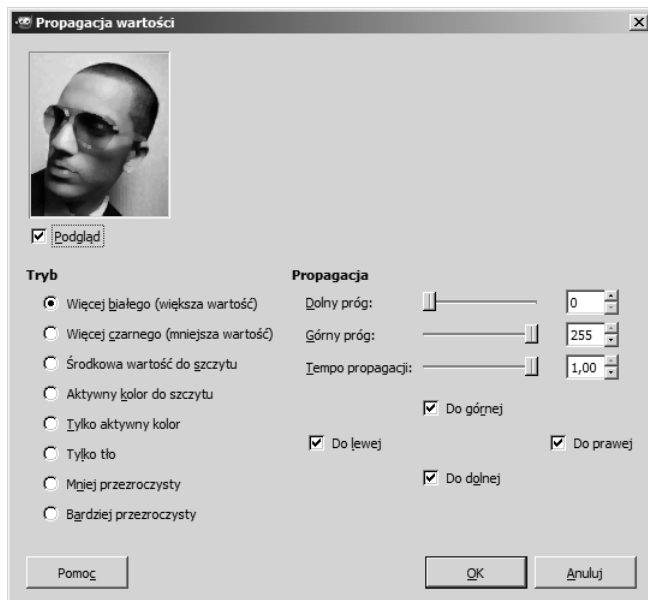 Propagacja wartości
Podgląd
Tryb
Więcej białego (większa wartość)
Więcej czarnego (mniejsza wartość)
Środkowa wartość do szczytu
Aktywny kolor do szczytu
Tylko aktywny kolor
Tylko tło
Mniej przezroczysty
Bardziej przezroczysty
Propagacja
Dolny próg: 0
Górny próg: 255
Tempo propagacji: 1,00
Do górnej
Do lewej Do prawej
Do dolnej
Pomoc OK Anuluj